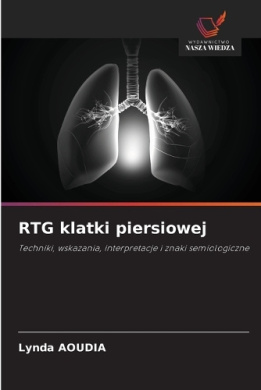 WYDAWNICTWO
NASZA WIEDZA
RTG klatki piersiowej
Techniki, wskazania, interpretacje i znaki semiologiczne
Lynda AOUDIA